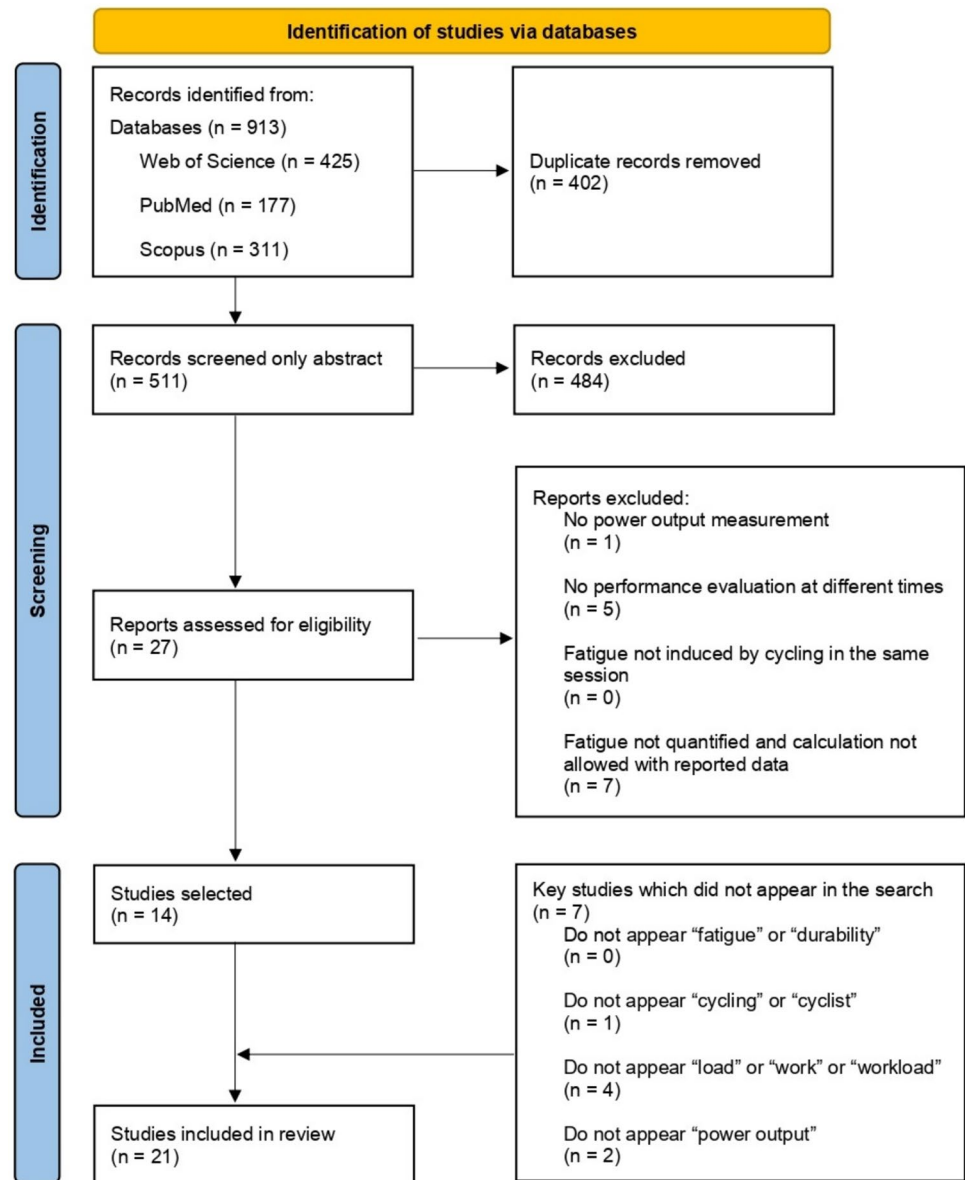 Identification of studies via databases
Identification
Records identified from:
Databases (n = 913)
Web of Science (n = 425)
PubMed (n = 177)
Scopus (n = 311)
Duplicate records removed
(n = 402)
Screening
Records screened only abstract
(n = 511)
Records excluded
(n = 484)
Reports assessed for eligibility
(n = 27)
Reports excluded:
No power output measurement
(n = 1)
No performance evaluation at different times
(n = 5)
Fatigue not induced by cycling in the same
session
(n = 0)
Fatigue not quantified and calculation not
allowed with reported data
(n = 7)
Included
Studies selected
(n = 14)
Key studies which did not appear in the search
(n = 7)
Do not appear “fatigue” or “durability”
(n = 0)
Do not appear “cycling” or “cyclist”
(n = 1)
Do not appear “load” or “work” or “workload”
(n = 4)
Do not appear “power output”
(n = 2)
Studies included in review
(n = 21)